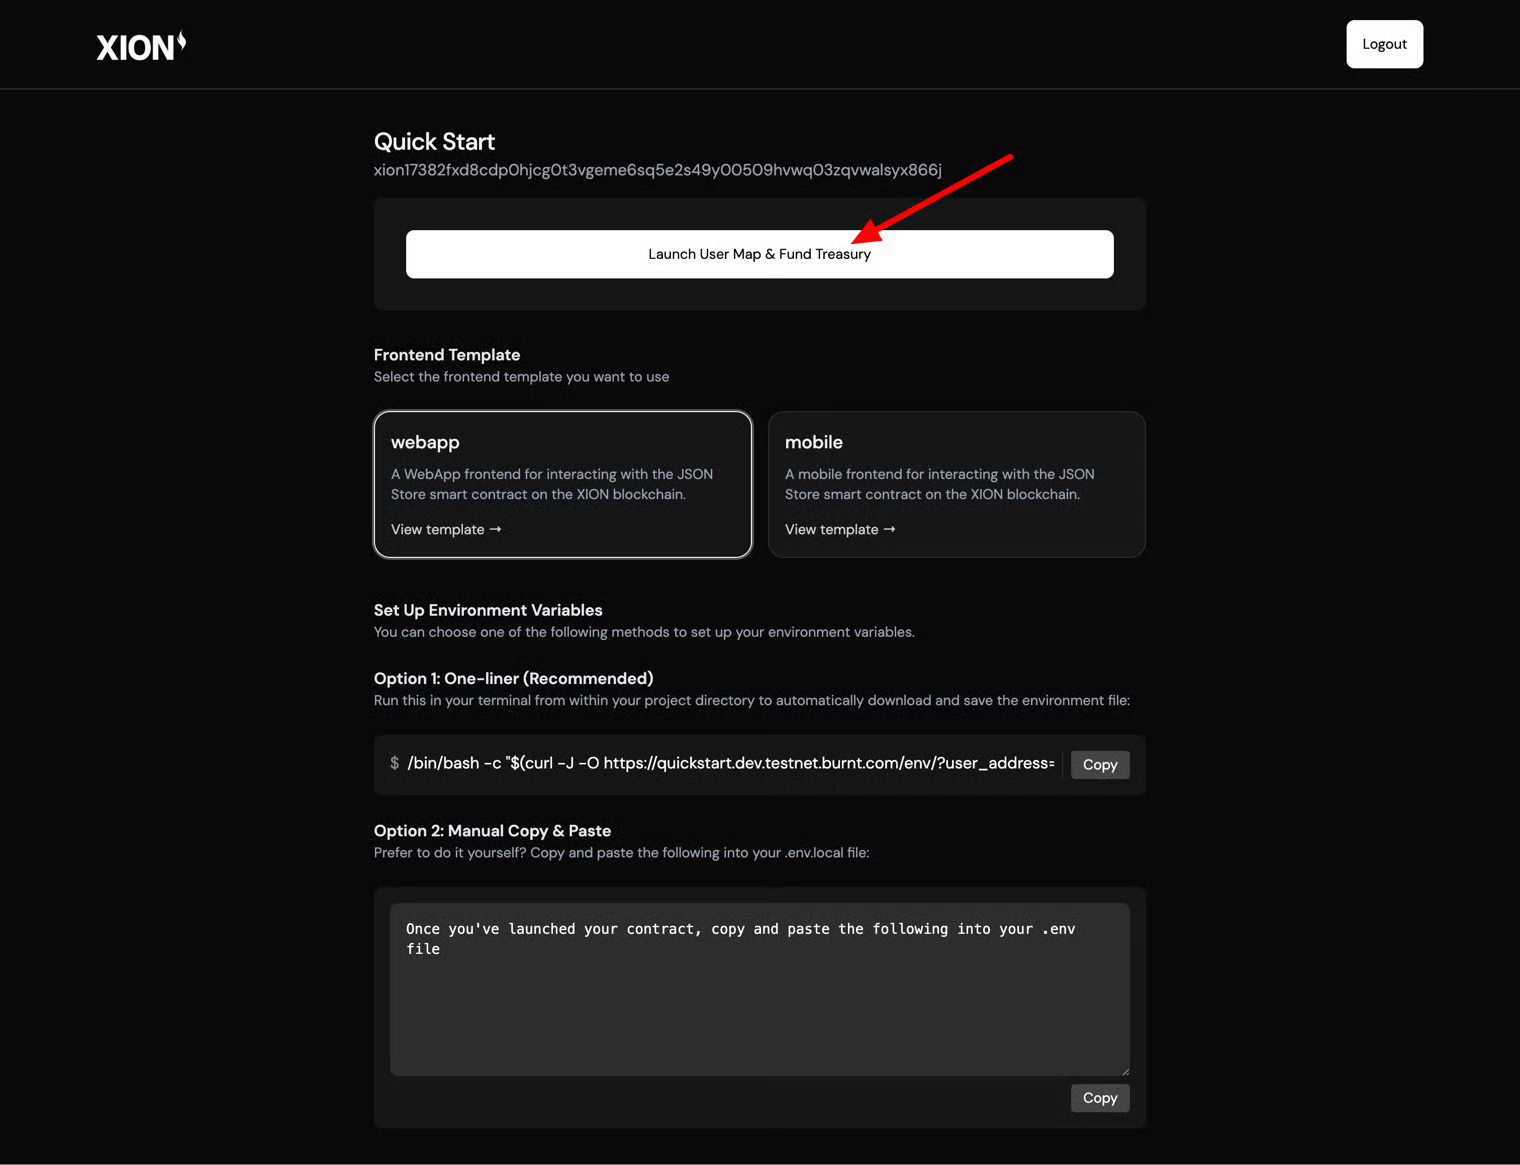 XION
Logout
Quick Start
xion17382fxd8cdp0hjcg0t3vgeme6sq5e2s49y00509hvwq03zqvwalsyx866j
Launch User Map & Fund Treasury
Frontend Template
Select the frontend template you want to use
webapp
A WebApp frontend for interacting with the JSON
Store smart contract on the XION blockchain.
View template →
mobile
A mobile frontend for interacting with the JSON
Store smart contract on the XION blockchain.
View template →
Set Up Environment Variables
You can choose one of the following methods to set up your environment variables.
Option 1: One-liner (Recommended)
Run this in your terminal from within your project directory to automatically download and save the environment file:
$ /bin/bash -c "$(curl -J -O https://quickstart.dev.testnet.burnt.com/env/?user_address=
Copy
Option 2: Manual Copy & Paste
Prefer to do it yourself? Copy and paste the following into your .env.local file:
Once you've launched your contract, copy and paste the following into your .env
file
Copy